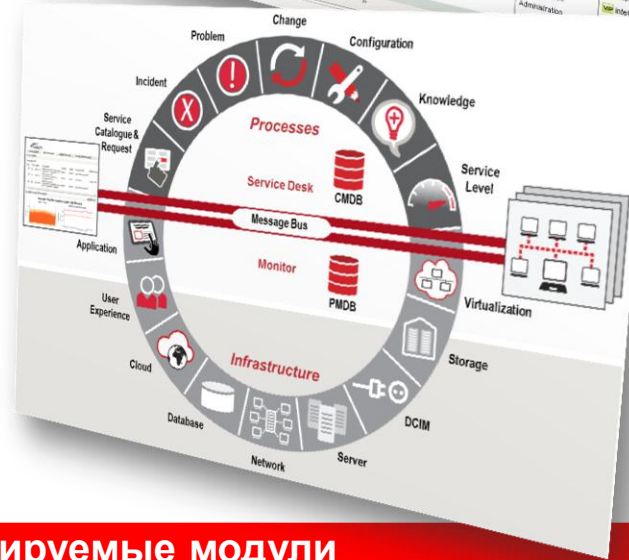 Administration
Change
Problem
Configuration
Incident
Knowledge
Service
Catalogue &
Request
Processes
Service
Level
Service Desk
CMDB
Message Bus
Application
Monitor
PMDB
Virtualization
User
Experience
Infrastructure
Storage
Cloud
DCIM
Database
Server
Network
ируемые модули